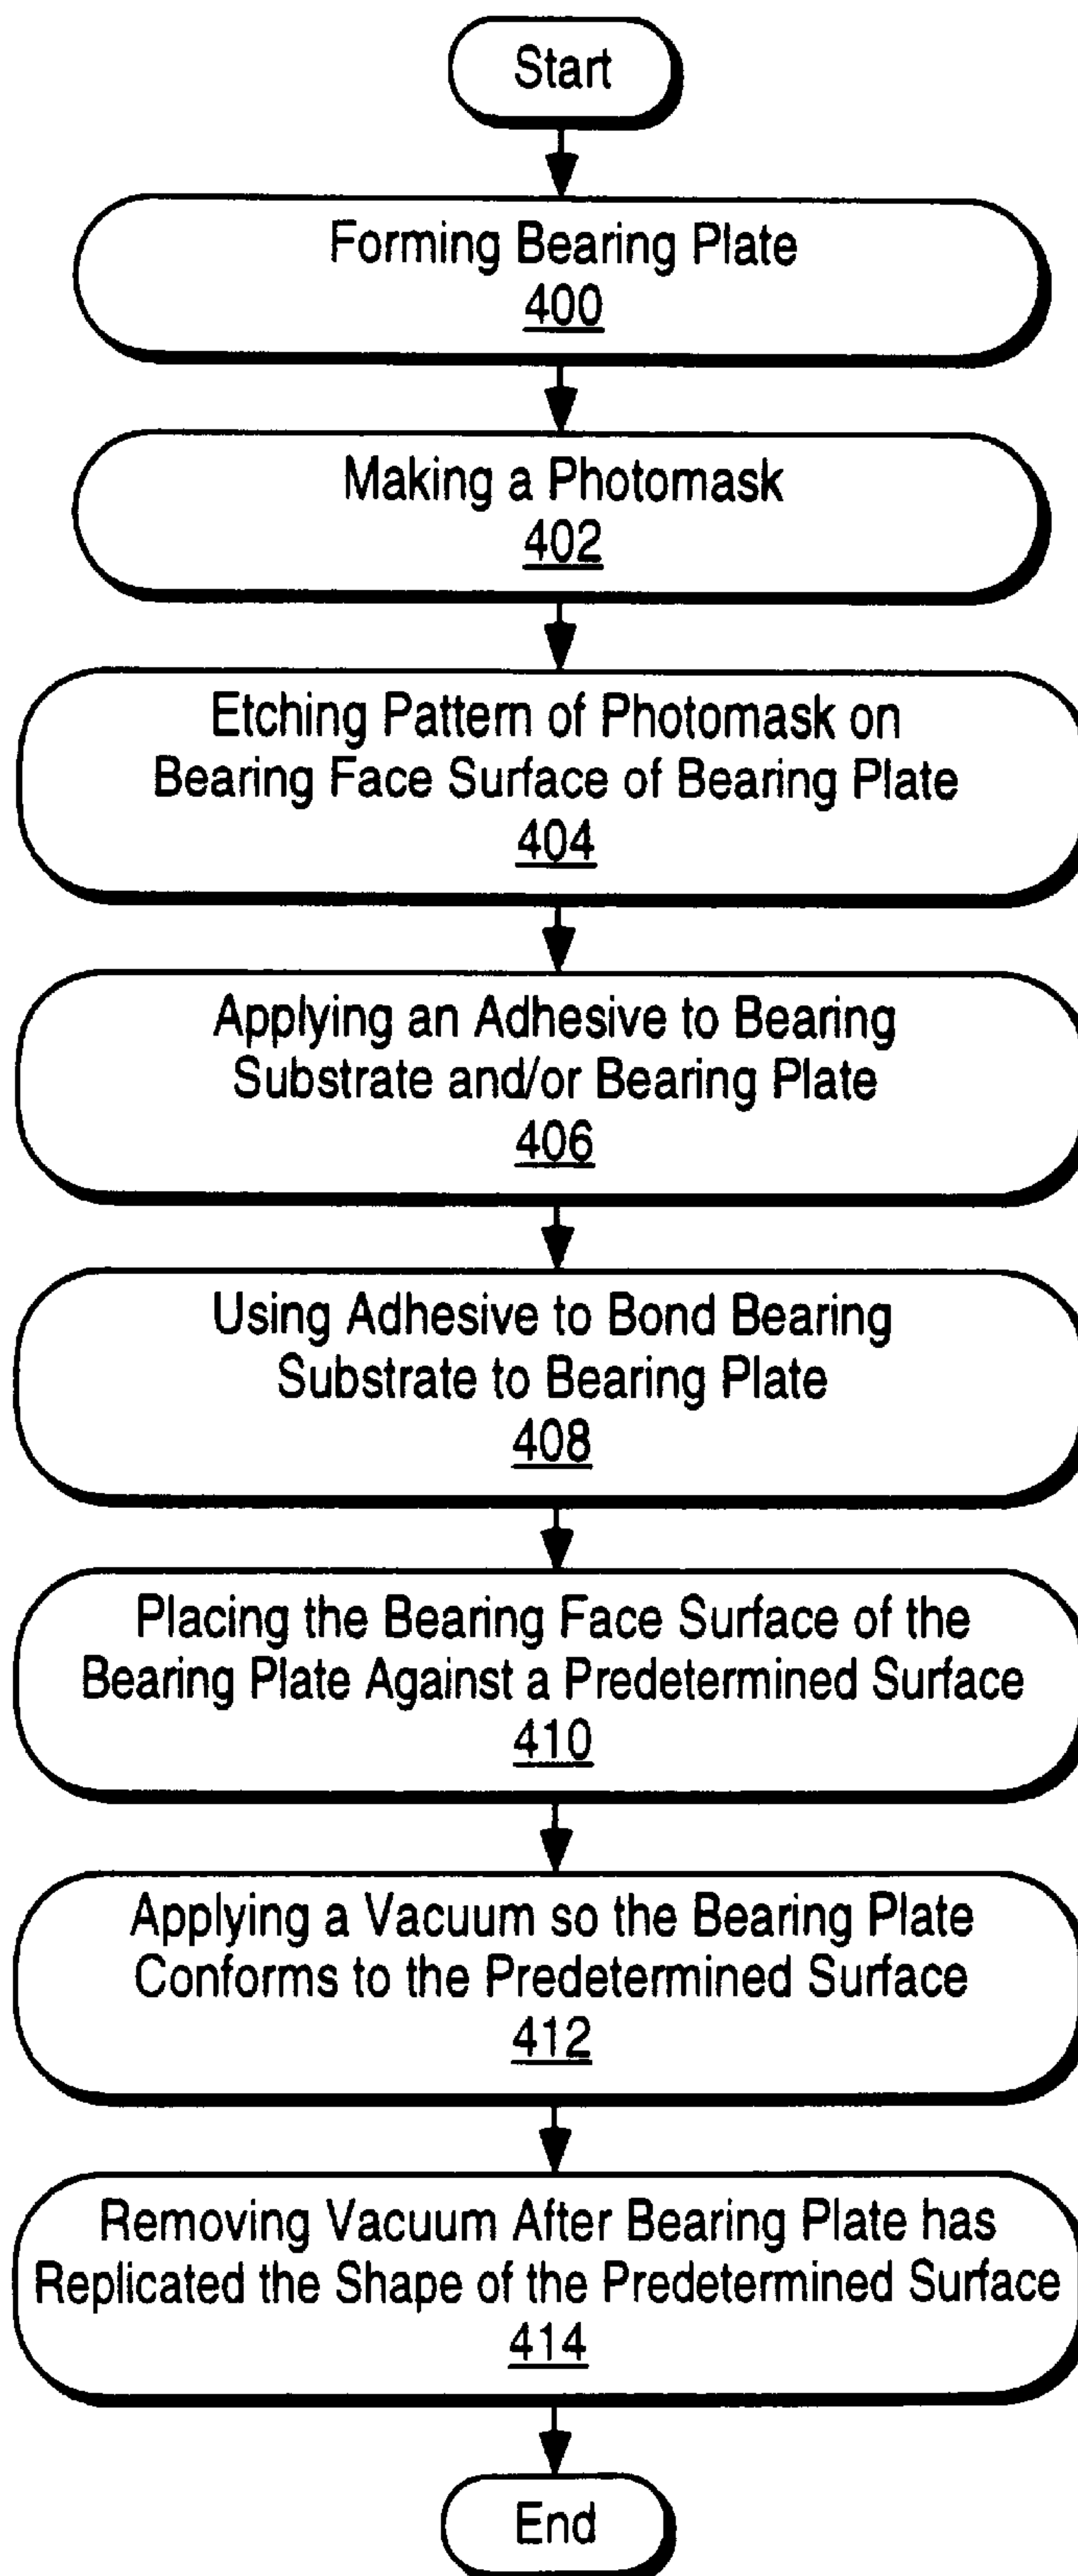 Start
Forming Bearing Plate
400
Making a Photomask
402
Etching Pattern of Photomask on
Bearing Face Surface of Bearing Plate
404
Applying an Adhesive to Bearing
Substrate and/or Bearing Plate
406
Using Adhesive to Bond Bearing
Substrate to Bearing Plate
408
Placing the Bearing Face Surface of the
Bearing Plate Against a Predetermined Surface
410
Applying a Vacuum so the Bearing Plate
Conforms to the Predetermined Surface
412
Removing Vacuum After Bearing Plate has
Replicated the Shape of the Predetermined Surface
414
End